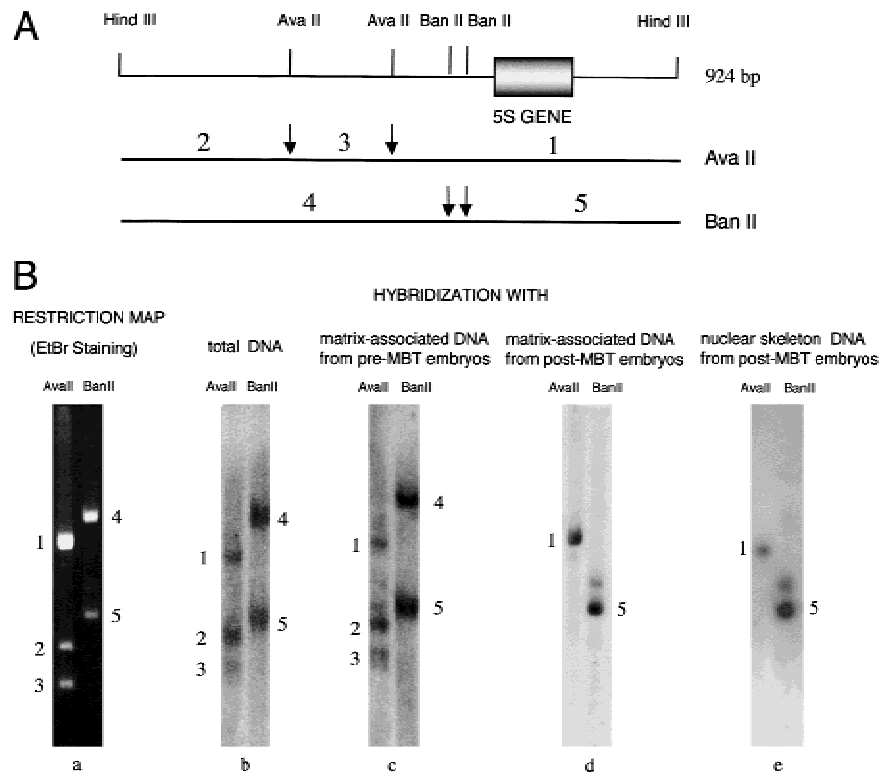 A
Hind III Ava II Ava II Ban II Ban II Hind III
924 bp
5S GENE
2 3 1 Ava II
4 5 Ban II
B
HYBRIDIZATION WITH
RESTRICTION MAP
(EtBr Staining)
total DNA
matrix-associated DNA
from pre-MBT embryos
matrix-associated DNA
from post-MBT embryos
nuclear skeleton DNA
from post-MBT embryos
AvaII BanII
1
2
3
4
5
a
AvaII BanII
1
2
3
4
5
b
AvaII BanII
1
2
3
4
5
c
AvaII BanII
1
5
d
AvaII BanII
1
5
e